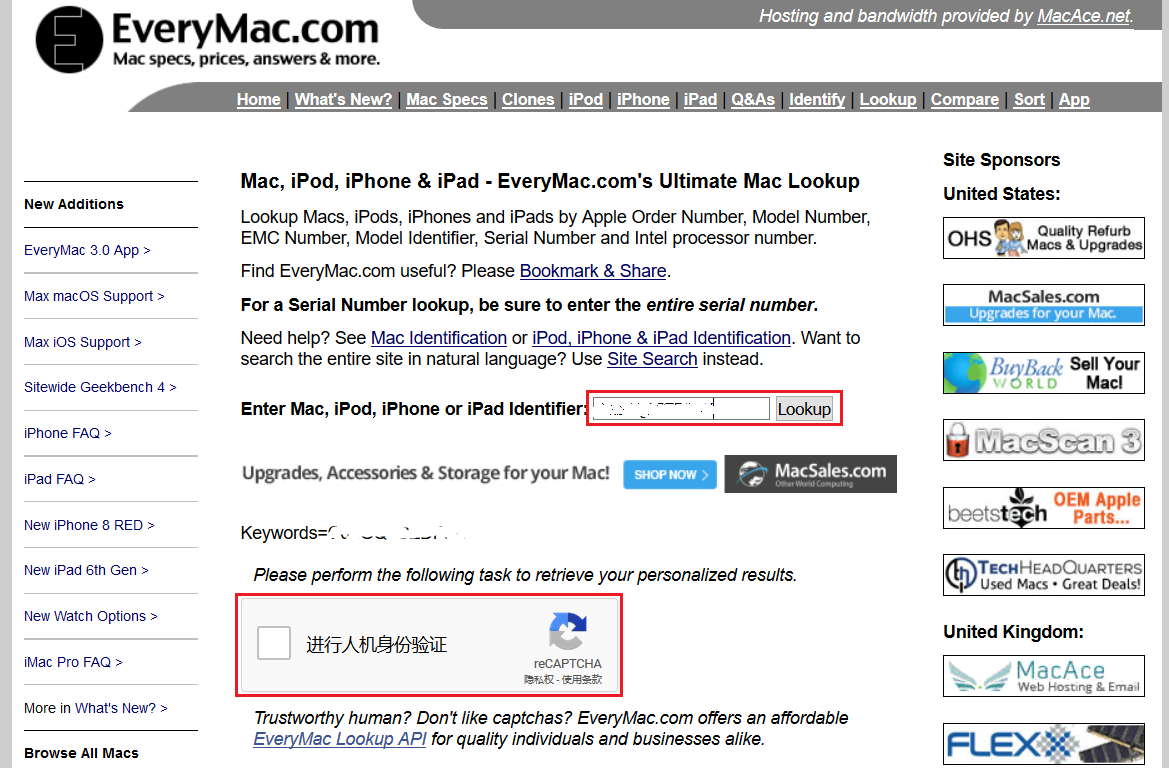 EveryMac.com
Mac specs, prices, answers & more.
Hosting and bandwidth provided by MacAce.net.
Home | What's New? | Mac Specs | Clones | iPod | iPhone | iPad | Q&As | Identify | Lookup | Compare | Sort | App
New Additions
EveryMac 3.0 App >
Max macOS Support >
Max iOS Support >
Sitewide Geekbench 4 >
iPhone FAQ >
iPad FAQ >
New iPhone 8 RED >
New iPad 6th Gen >
New Watch Options >
iMac Pro FAQ >
More in What's New? >
Browse All Macs
Mac, iPod, iPhone & iPad - EveryMac.com's Ultimate Mac Lookup
Lookup Macs, iPods, iPhones and iPads by Apple Order Number, Model Number,
EMC Number, Model Identifier, Serial Number and Intel processor number.
Find EveryMac.com useful? Please Bookmark & Share.
For a Serial Number lookup, be sure to enter the entire serial number.
Need help? See Mac Identification or iPod, iPhone & iPad Identification. Want to
search the entire site in natural language? Use Site Search instead.
Enter Mac, iPod, iPhone or iPad Identifier: Lookup
Upgrades, Accessories & Storage for your Mac! SHOP NOW > MacSales.com
Other World Computing
Keywords=
Please perform the following task to retrieve your personalized results.
进行人机身份验证
reCAPTCHA
隐私权 - 使用条款
Trustworthy human? Don't like captchas? EveryMac.com offers an affordable
EveryMac Lookup API for quality individuals and businesses alike.
Site Sponsors
United States:
OHS Quality Refurb
Macs & Upgrades
MacSales.com
Upgrades for your Mac.
BuyBack
WORLD
Sell Your
Mac!
MacScan 3
beetstech OEM Apple
Parts...
TECHHEADQUARTERS
Used Macs • Great Deals!
United Kingdom:
MacAce
Web Hosting & Email
FLEX